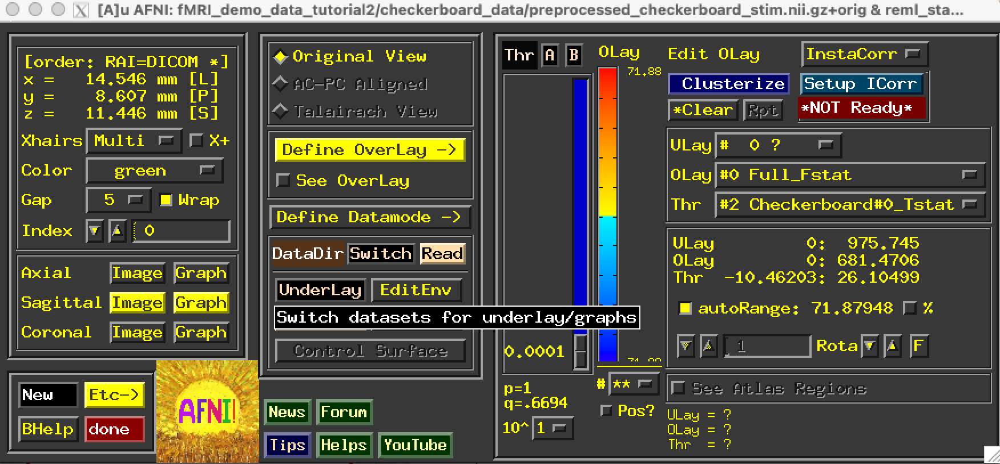 [A]u AFNI: fMRI_demo_data_tutorial2/checkerboard_data/preprocessed_checkerboard_stim.nii.gz+orig & reml_sta...
[order: RAI=DICOM *]
x = 14.546 mm [L]
y = 8.607 mm [P]
z = 11.446 mm [S]
Xhairs Multi X+
Color green
Gap 5 Wrap
Index 0
Axial Image Graph
Sagittal Image Graph
Coronal Image Graph
New Etc->
BHelp done
AFNI!
Original View
AC-PC Aligned
Talairach View
Define OverLay ->
See OverLay
Define Datamode ->
DataDir Switch Read
UnderLay EditEnv
Switch datasets for underlay/graphs
Control Surface
News Forum
Tips Helps YouTube
Thr A B OLay
71.88
0.0001
p=1
q=.6694
10^ 1
# **
Pos?
Edit OLay InstaCorr
Clusterize Setup ICorr
*Clear Rpt *NOT Ready*
ULay # 0 ?
OLay #0 Full_Fstat
Thr #2 Checkerboard#0_Tstat
ULay 0: 975.745
OLay 0: 681.4706
Thr -10.46203: 26.10499
autoRange: 71.87948 %
1 Rota F
See Atlas Regions
ULay = ?
OLay = ?
Thr = ?